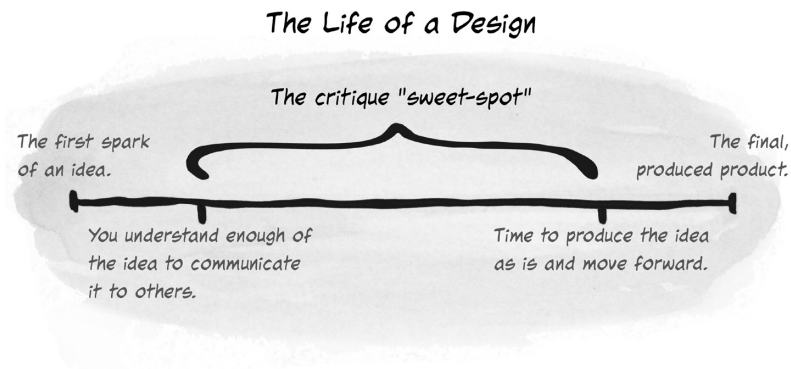 The Life of a Design
The critique "sweet-spot"
The first spark
of an idea.
The final,
produced product.
You understand enough of
the idea to communicate
it to others.
Time to produce the idea
as is and move forward.